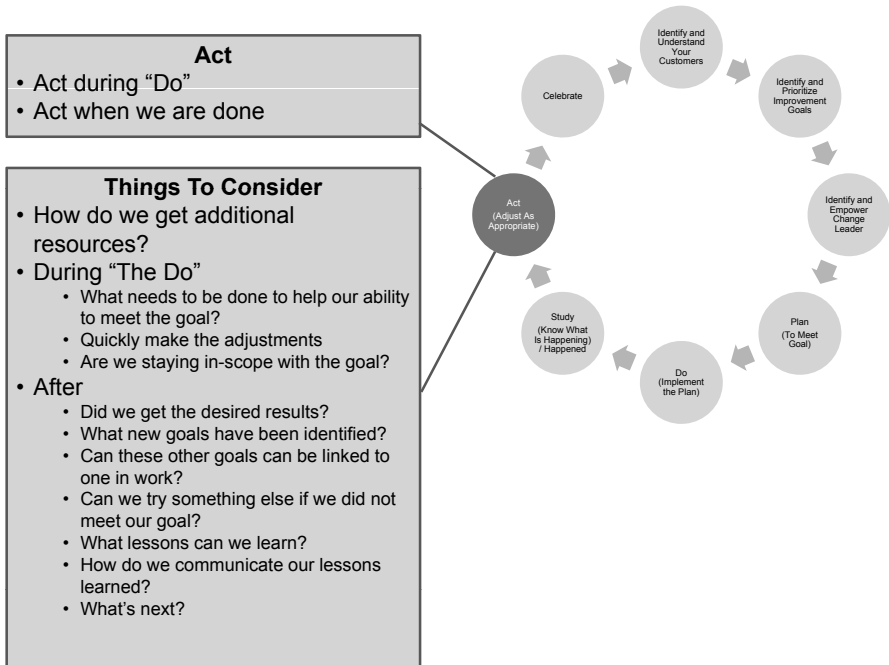 Act
• Act during “Do”
• Act when we are done
Things To Consider
• How do we get additional
resources?
• During “The Do”
• What needs to be done to help our ability
to meet the goal?
• Quickly make the adjustments
• Are we staying in-scope with the goal?
• After
• Did we get the desired results?
• What new goals have been identified?
• Can these other goals can be linked to
one in work?
• Can we try something else if we did not
meet our goal?
• What lessons can we learn?
• How do we communicate our lessons
learned?
• What’s next?
Identify and
Understand
Your
Customers
Identify and
Prioritize
Improvement
Goals
Identify and
Empower
Change
Leader
Plan
(To Meet
Goal)
Do
(Implement
the Plan)
Study
(Know What
Is Happening)
/ Happened
Act
(Adjust As
Appropriate)
Celebrate